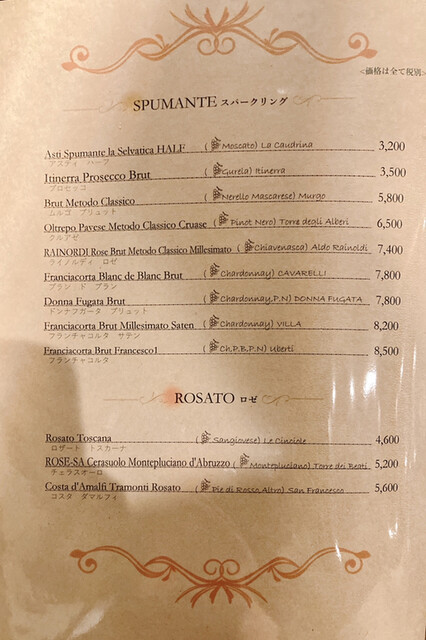 <価格は全て税別>
SPUMANTE スパークリング
Asti Spumante la Selvatica HALF (Moscato) La Caudrina 3,200
アスティ ハーフ
Itinerra Prosecco Brut (Gurela) Itinerra 3,500
プロセッコ
Brut Metodo Classico (Nerello Mascarese) Murgo 5,800
ムルゴ ブリュット
Oltrepo Pavese Metodo Classico Cruase (Pinot Nero) Torre degli Alberi 6,500
クルアゼ
RAINORDI Rose Brut Metodo Classico Millesimato (Chiavenasca) Aldo Rainoldi 7,400
ライノルディ ロゼ
Franciacorta Blanc de Blanc Brut (Chardonnay) CAVARELLI 7,800
ブラン ド ブラン
Donna Fugata Brut (Chardonnay,P.N) DONNA FUGATA 7,800
ドンナフガータ ブリュット
Franciacorta Brut Millesimato Saten (Chardonnay) VILLA 8,200
フランチャコルタ サテン
Franciacorta Brut Francesco1 (Ch,P.B,P.N) Uberti 8,500
フランチャコルタ
ROSATO ロゼ
Rosato Toscana (Sangiovese) Le Cinciole 4,600
ロザート トスカーナ
ROSE-SA Cerasuolo Montepluciano d'Abruzzo (Montepluciano) Torre dei Beati 5,200
チェラスオーロ
Costa d'Amalfi Tramonti Rosato (Pie di Rosso Altro) San Francesco 5,600
コスタ ダマルフィ